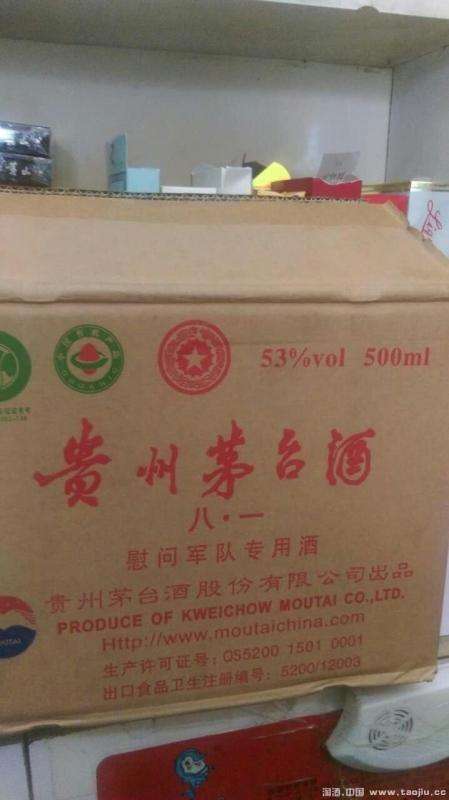 53%vol 500ml
贵州茅台酒
八·一
慰问军队专用酒
贵州茅台酒股份有限公司出品
PRODUCE OF KWEICHOW MOUTAI CO.,LTD.
Http://www.moutaichina.com
生产许可证号:QS5200 1501 0001
出口食品卫生注册编号:5200/12003
淘酒.中国 www.taojiu.cc